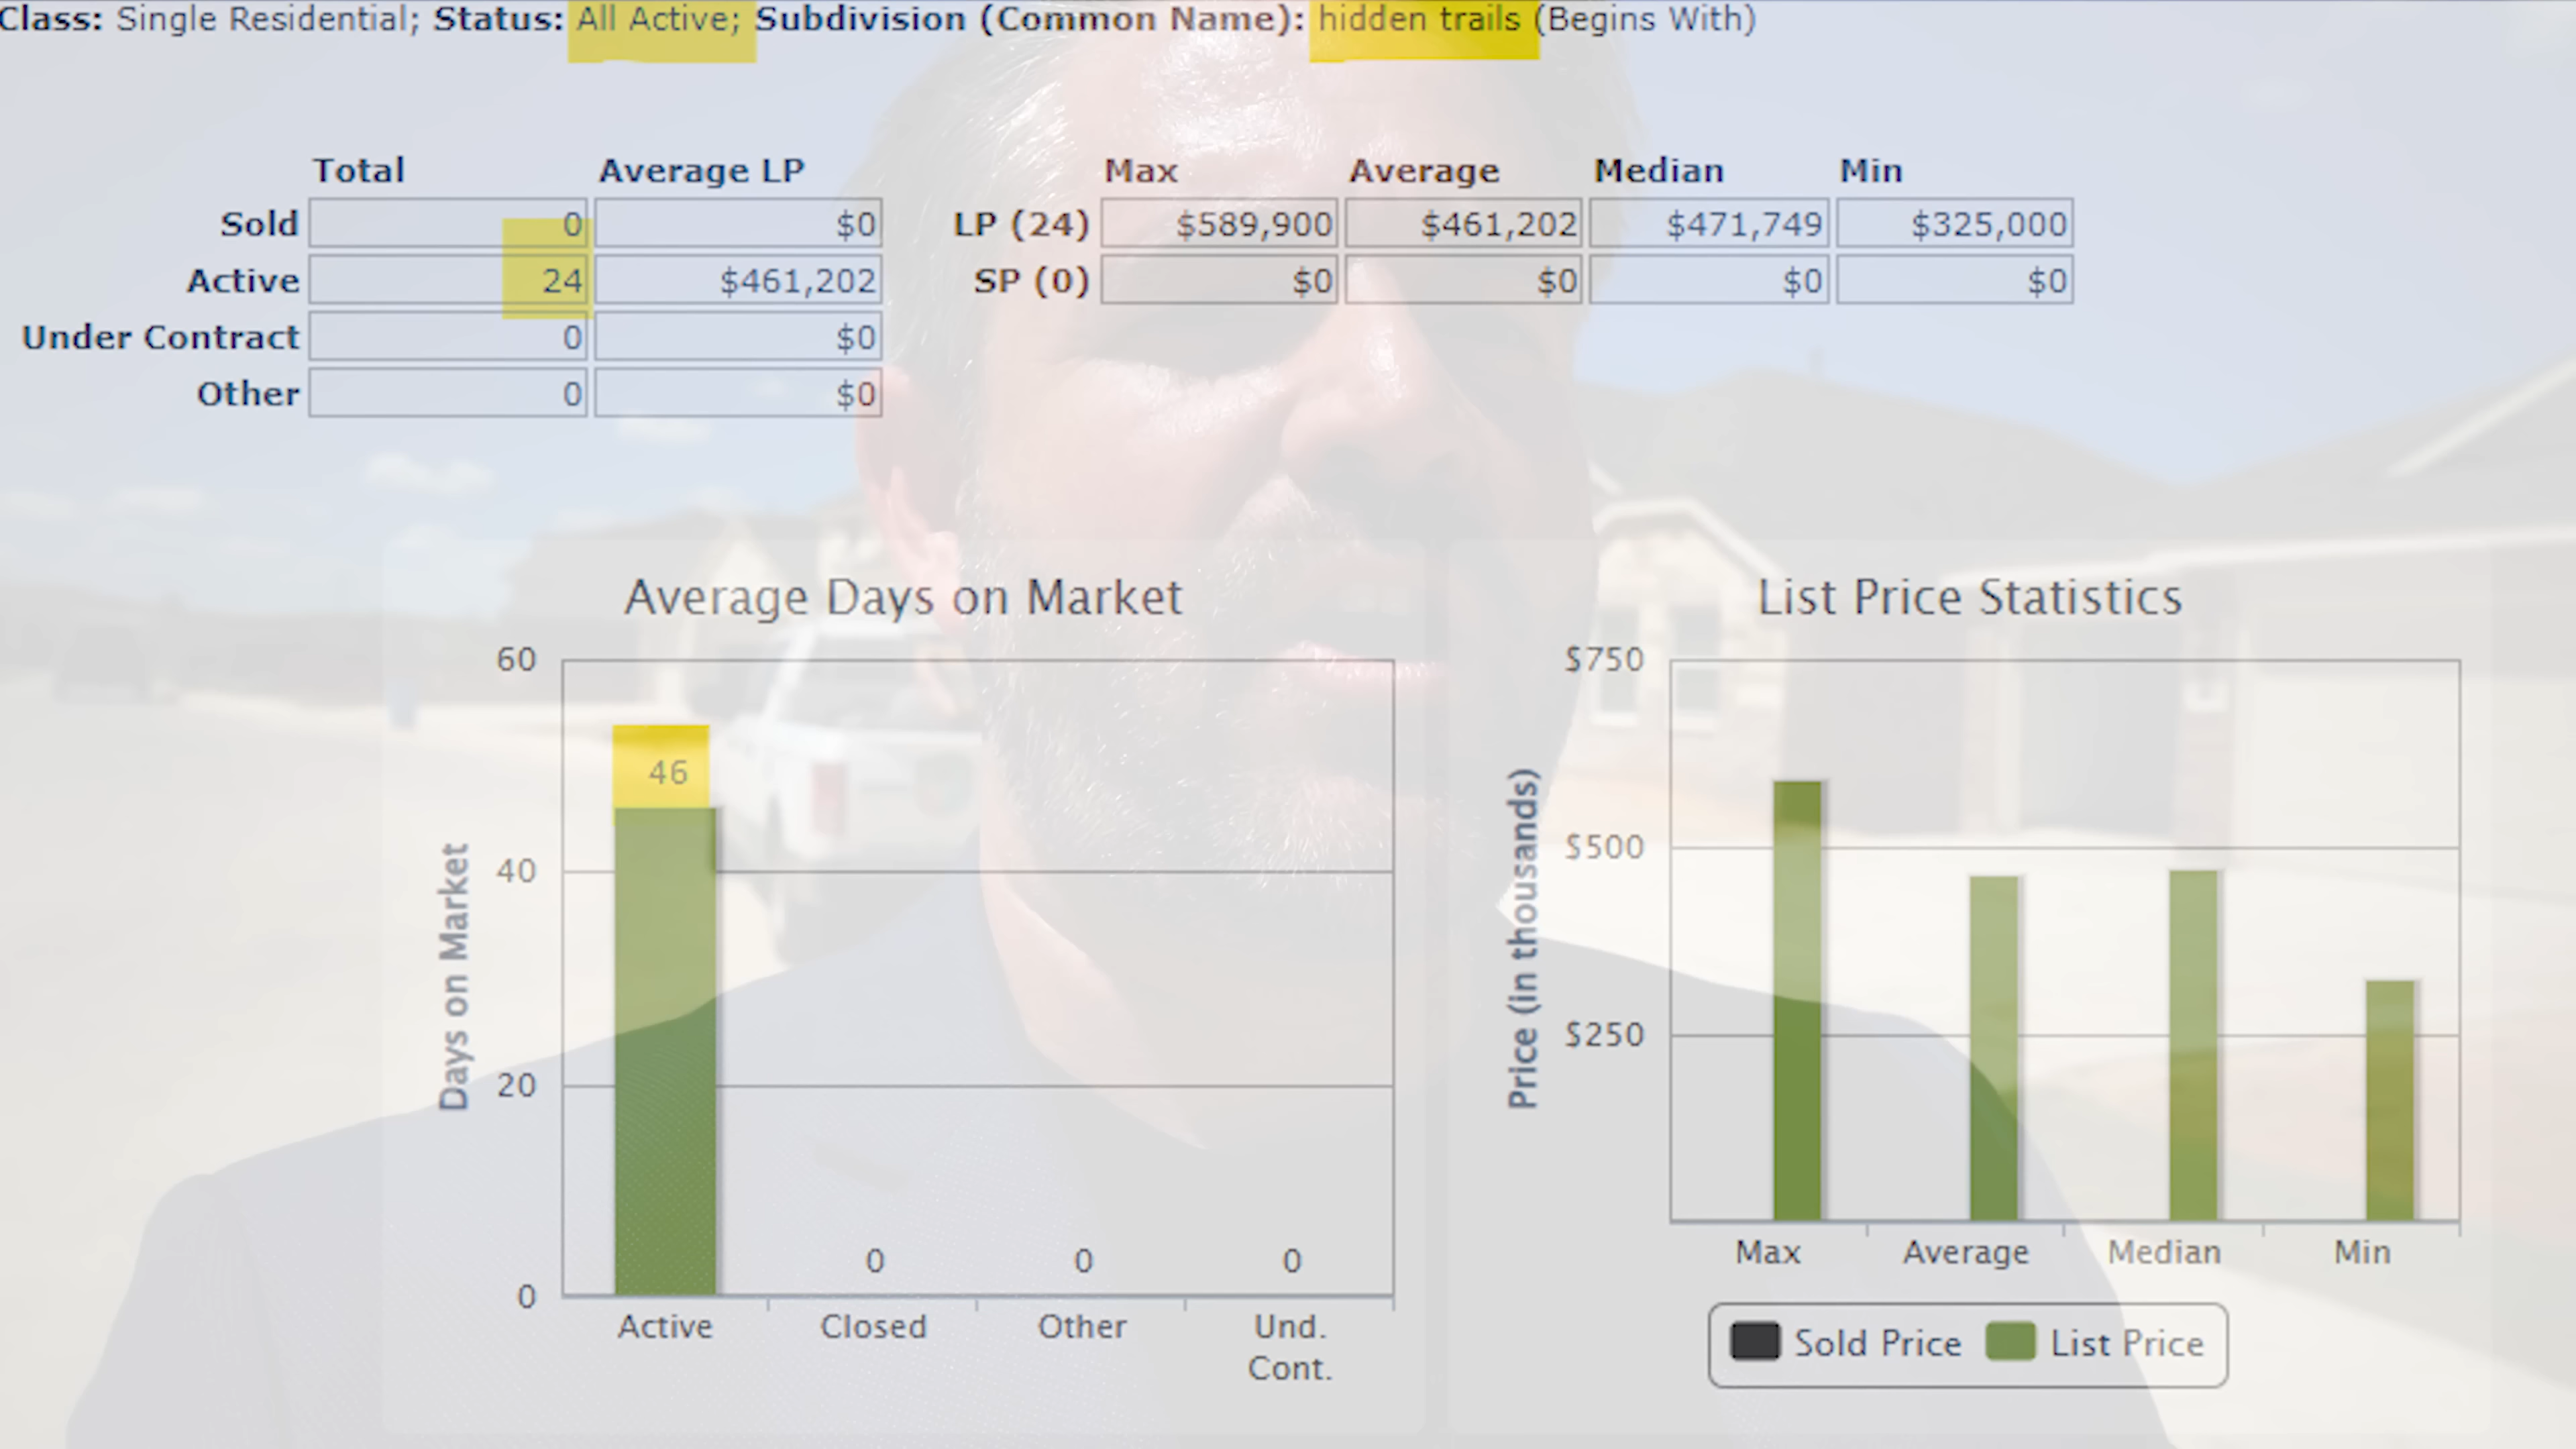 Class: Single Residential; Status: All Active; Subdivision (Common Name): hidden trails (Begins With)
Total Average LP
Sold 0 $0
Active 24 $461,202
Under Contract 0 $0
Other 0 $0
Max Average Median Min
LP (24) $589,900 $461,202 $471,749 $325,000
SP (0) $0 $0 $0 $0
Average Days on Market
Days on Market
60
40
20
0
46
0
0
0
Active
Closed
Other
Und.
Cont.
List Price Statistics
Price (in thousands)
$750
$500
$250
Max
Average
Median
Min
Sold Price List Price